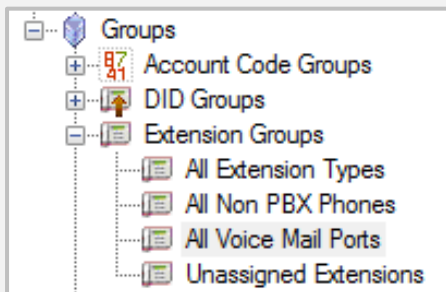 Groups
Account Code Groups
DID Groups
Extension Groups
All Extension Types
All Non PBX Phones
All Voice Mail Ports
Unassigned Extensions